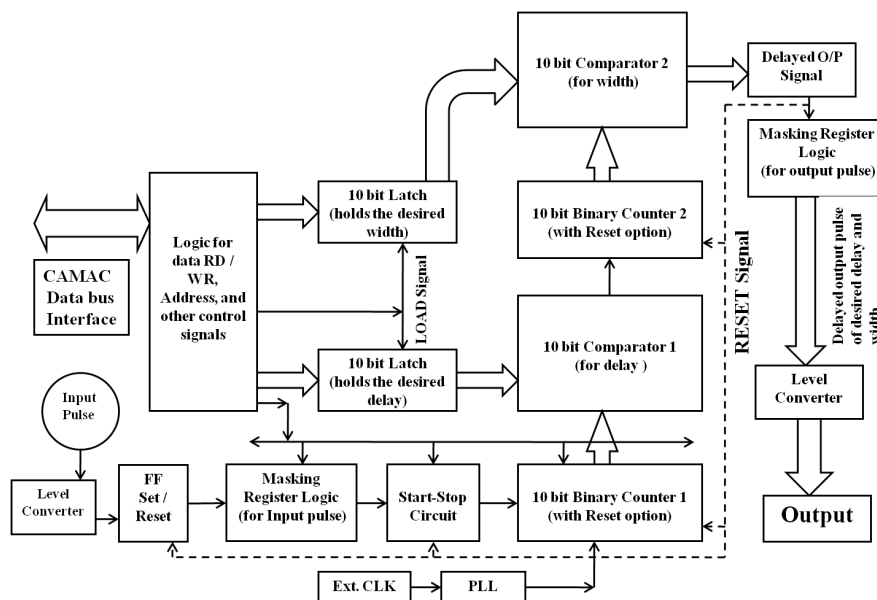 10 bit Comparator 2
(for width)
Delayed O/P
Signal
Masking Register
Logic
(for output pulse)
10 bit Latch
(holds the desired
width)
10 bit Binary Counter 2
(with Reset option)
Logic for
data RD /
WR,
Address, and
other control
signals
CAMAC
Data bus
Interface
LOAD Signal
RESET Signal
Delayed output pulse
of desired delay and
width
10 bit Latch
(holds the desired
delay)
10 bit Comparator 1
(for delay )
Level
Converter
Input
Pulse
Level
Converter
FF
Set /
Reset
Masking
Register Logic
(for Input pulse)
Start-Stop
Circuit
10 bit Binary Counter 1
(with Reset option)
Output
Ext. CLK
PLL